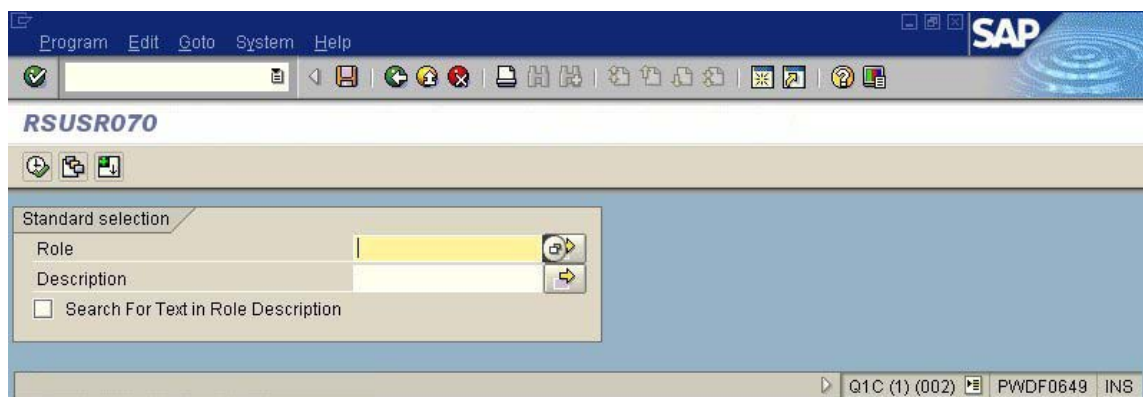 Program Edit Goto System Help
SAP
RSUSR070
Standard selection
Role
Description
Search For Text in Role Description
Q1C (1) (002) PWDF0649 INS